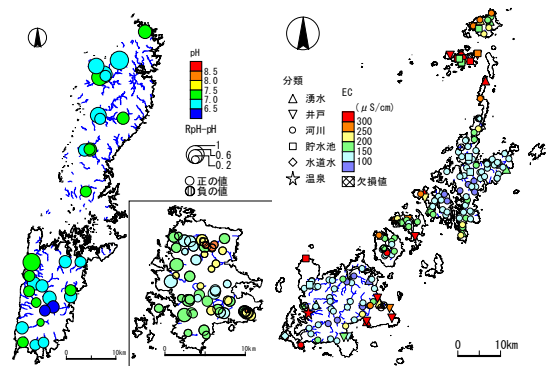 pH
8.5
8.0
7.5
7.0
6.5
RpH-pH
1
0.6
0.2
正の値
負の値
0
10km
0
10km
分類
湧水
井戸
河川
貯水池
水道水
温泉
EC
(μS/cm)
300
250
200
150
100
欠損値
0
10km